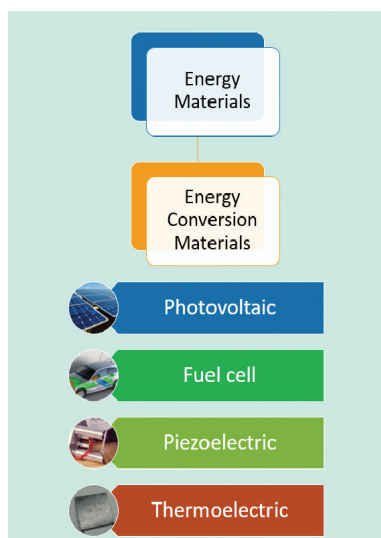 Energy
Materials
Energy
Conversion
Materials
Photovoltaic
Fuel cell
Piezoelectric
Thermoelectric